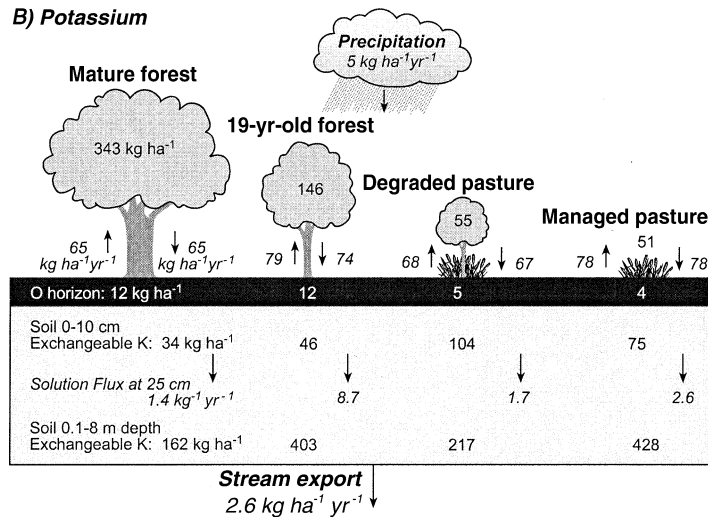 B) Potassium
Precipitation
5 kg ha⁻¹yr⁻¹
Mature forest
343 kg ha⁻¹
19-yr-old forest
146
Degraded pasture
55
Managed pasture
51
65
kg ha⁻¹yr⁻¹
65
kg ha⁻¹yr⁻¹
79
74
68
67
78
78
O horizon: 12 kg ha⁻¹ 12 5 4
Soil 0-10 cm
Exchangeable K: 34 kg ha⁻¹ 46 104 75
Solution Flux at 25 cm
1.4 kg⁻¹ yr⁻¹ 8.7 1.7 2.6
Soil 0.1-8 m depth
Exchangeable K: 162 kg ha⁻¹ 403 217 428
Stream export
2.6 kg ha⁻¹ yr⁻¹